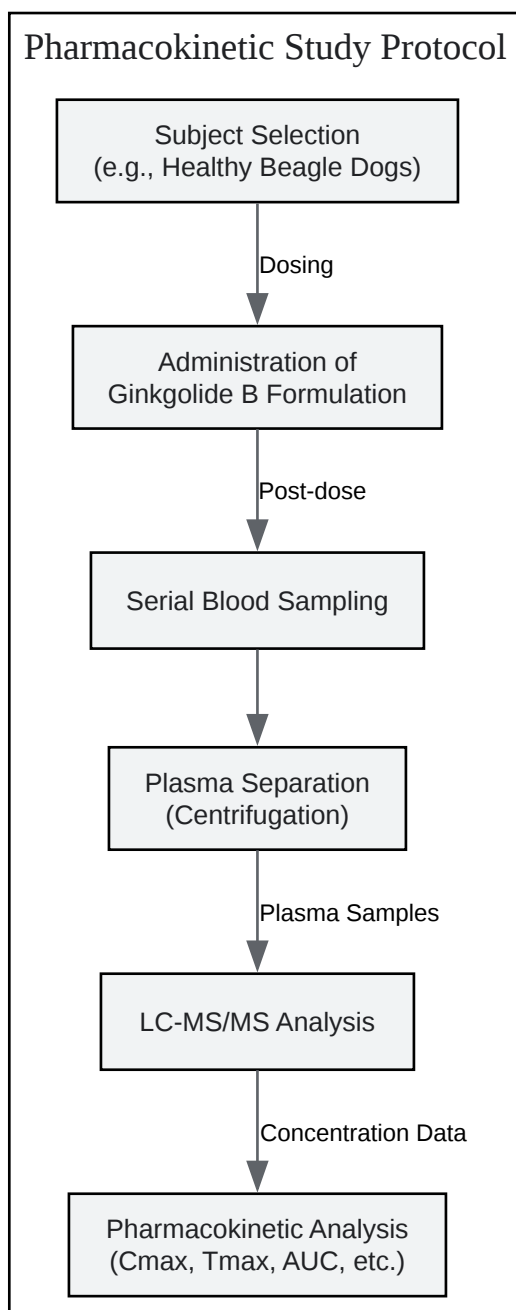 Pharmacokinetic Study Protocol
Subject Selection
(e.g., Healthy Beagle Dogs)
Dosing
Administration of
Ginkgolide B Formulation
Post-dose
Serial Blood Sampling
Plasma Separation
(Centrifugation)
Plasma Samples
LC-MS/MS Analysis
Concentration Data
Pharmacokinetic Analysis
(Cmax, Tmax, AUC, etc.)